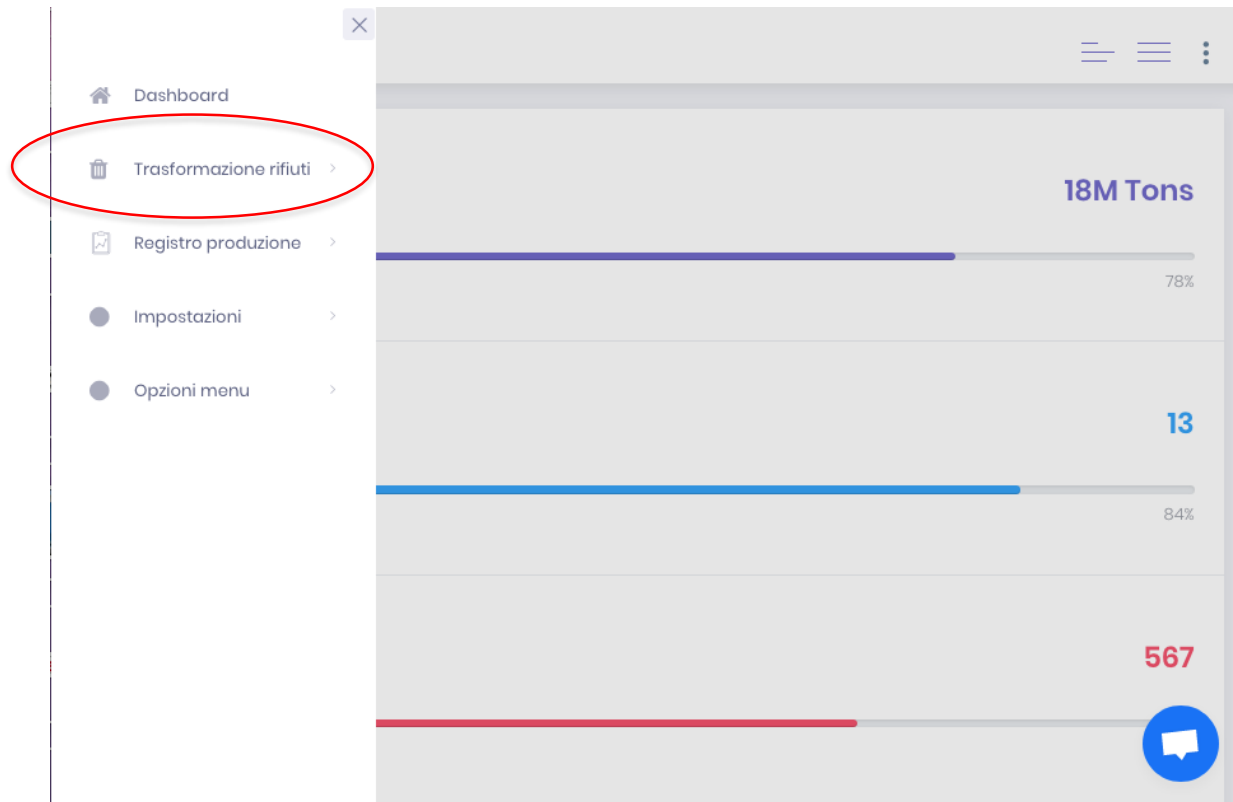 Dashboard
Trasformazione rifiuti
Registro produzione
Impostazioni
Opzioni menu
18M Tons
78%
13
84%
567